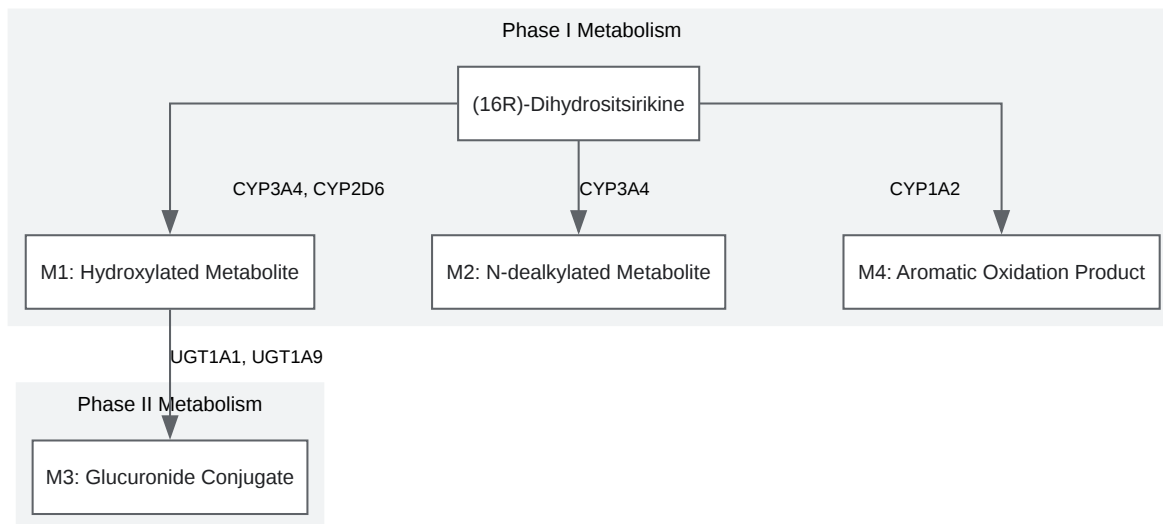 Phase I Metabolism
(16R)-Dihydrositsirikine
CYP3A4, CYP2D6
CYP3A4
CYP1A2
M1: Hydroxylated Metabolite
M2: N-dealkylated Metabolite
M4: Aromatic Oxidation Product
UGT1A1, UGT1A9
Phase II Metabolism
M3: Glucuronide Conjugate